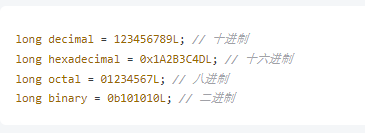 long decimal = 123456789L; // 十进制
long hexadecimal = 0x1A2B3C4DL; // 十六进制
long octal = 01234567L; // 八进制
long binary = 0b101010L; // 二进制